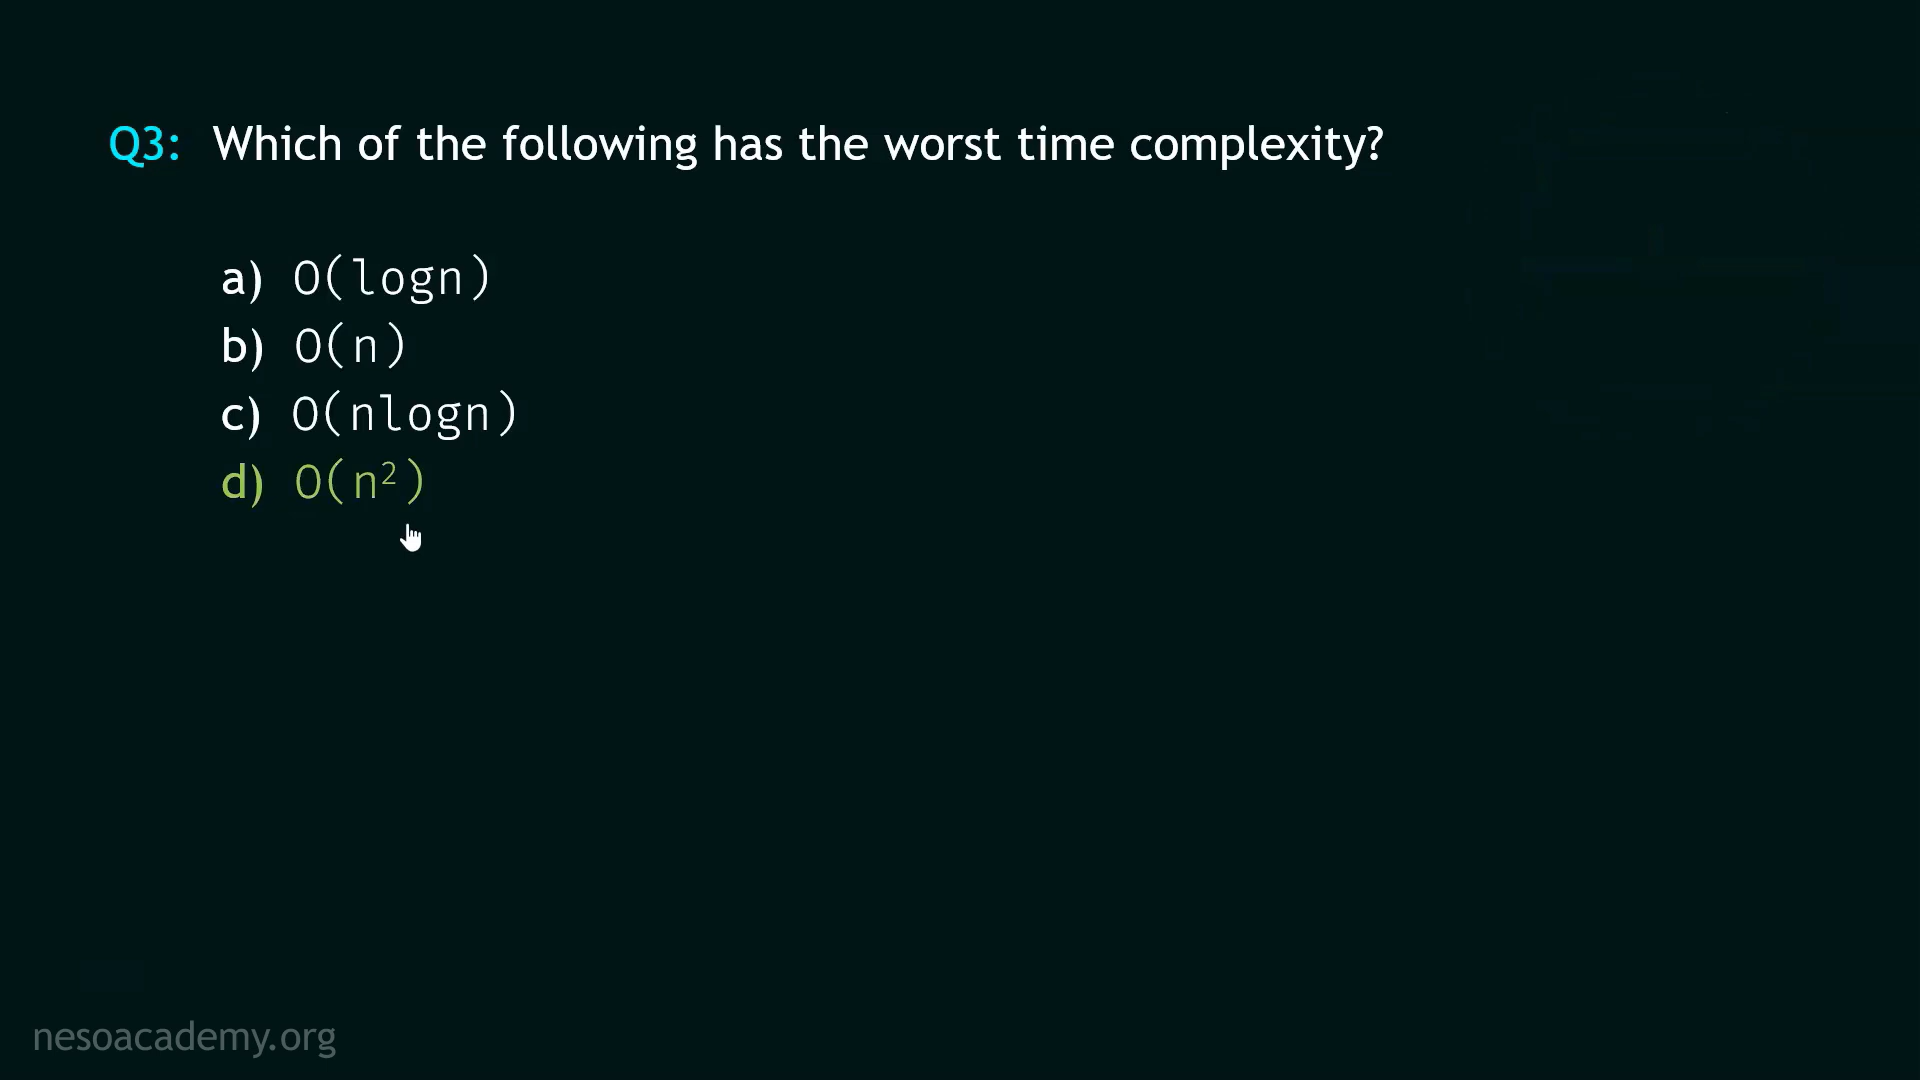 Q3: Which of the following has the worst time complexity?
a) O(logn)
b) O(n)
c) O(nlogn)
d) O(n²)
nesoacademy.org